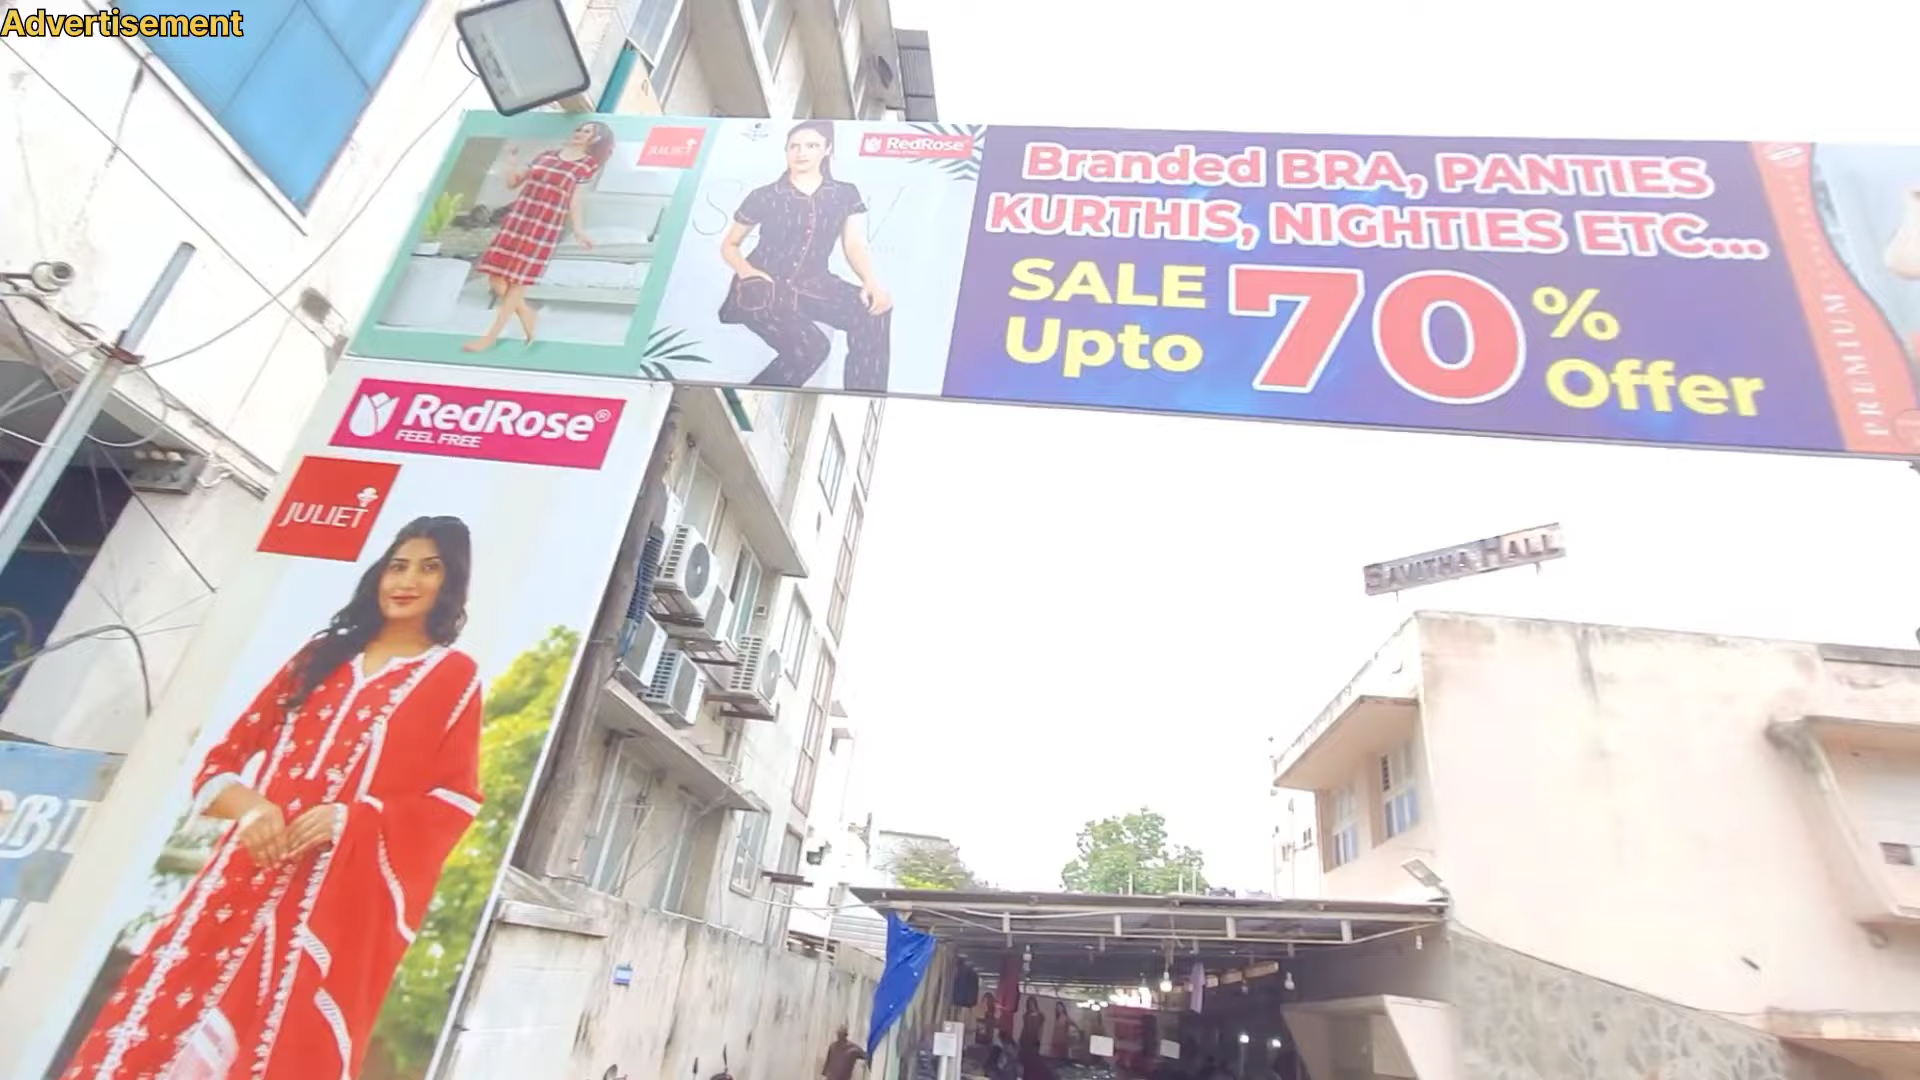 Advertisement
JULIET
RedRose
Branded BRA, PANTIES
KURTHIS, NIGHTIES ETC...
SALE
Upto
70
%
Offer
PREMIUM
RedRose®
FEEL FREE
JULIET
SAVITHA HALL